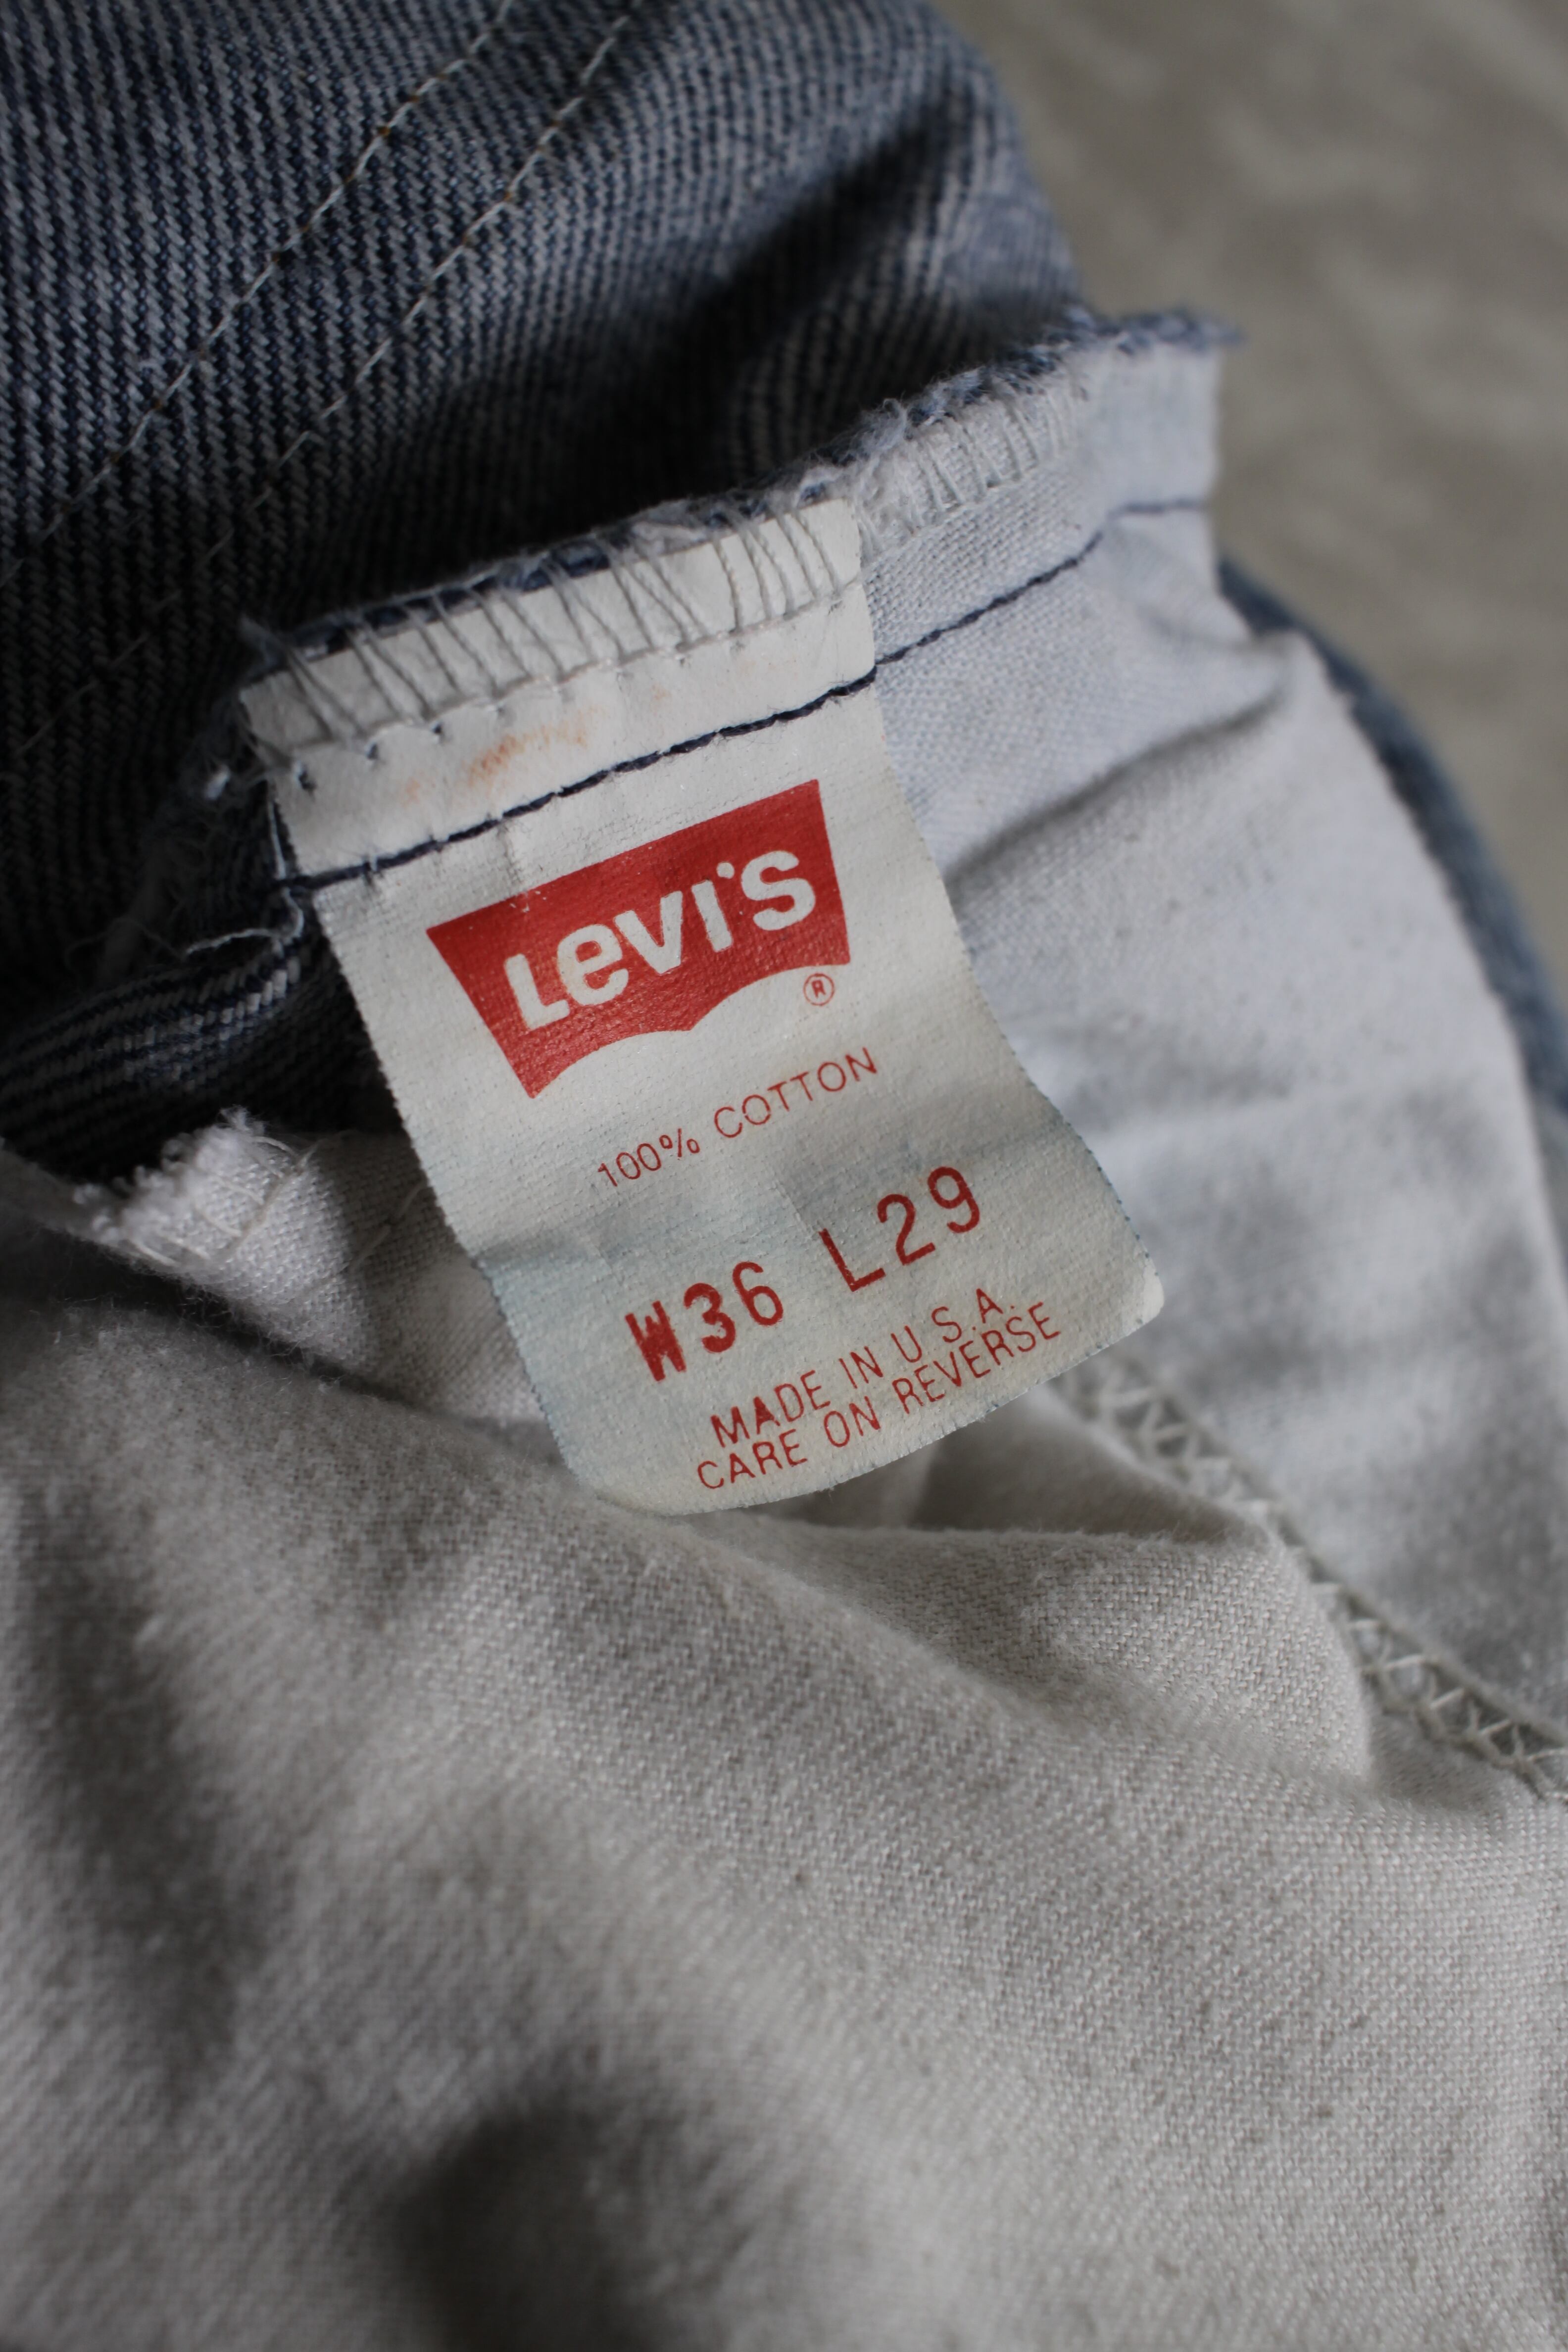 LEVI'S
®
100% COTTON
W36 L29
MADE IN U.S.A.
CARE ON REVERSE